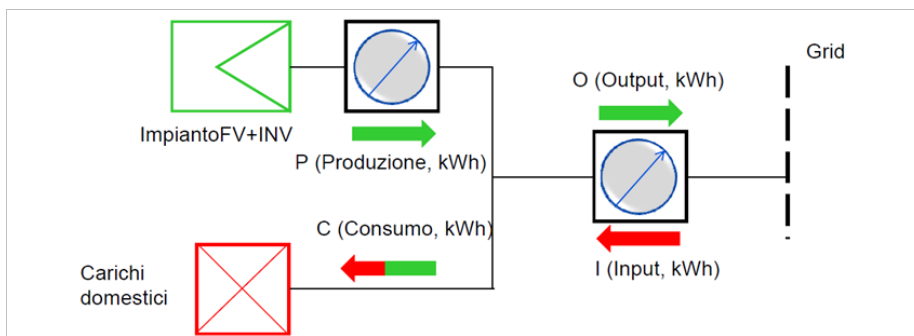 Grid
O (Output, kWh)
ImpiantoFV+INV
P (Produzione, kWh)
C (Consumo, kWh)
Carichi
domestici
I (Input, kWh)